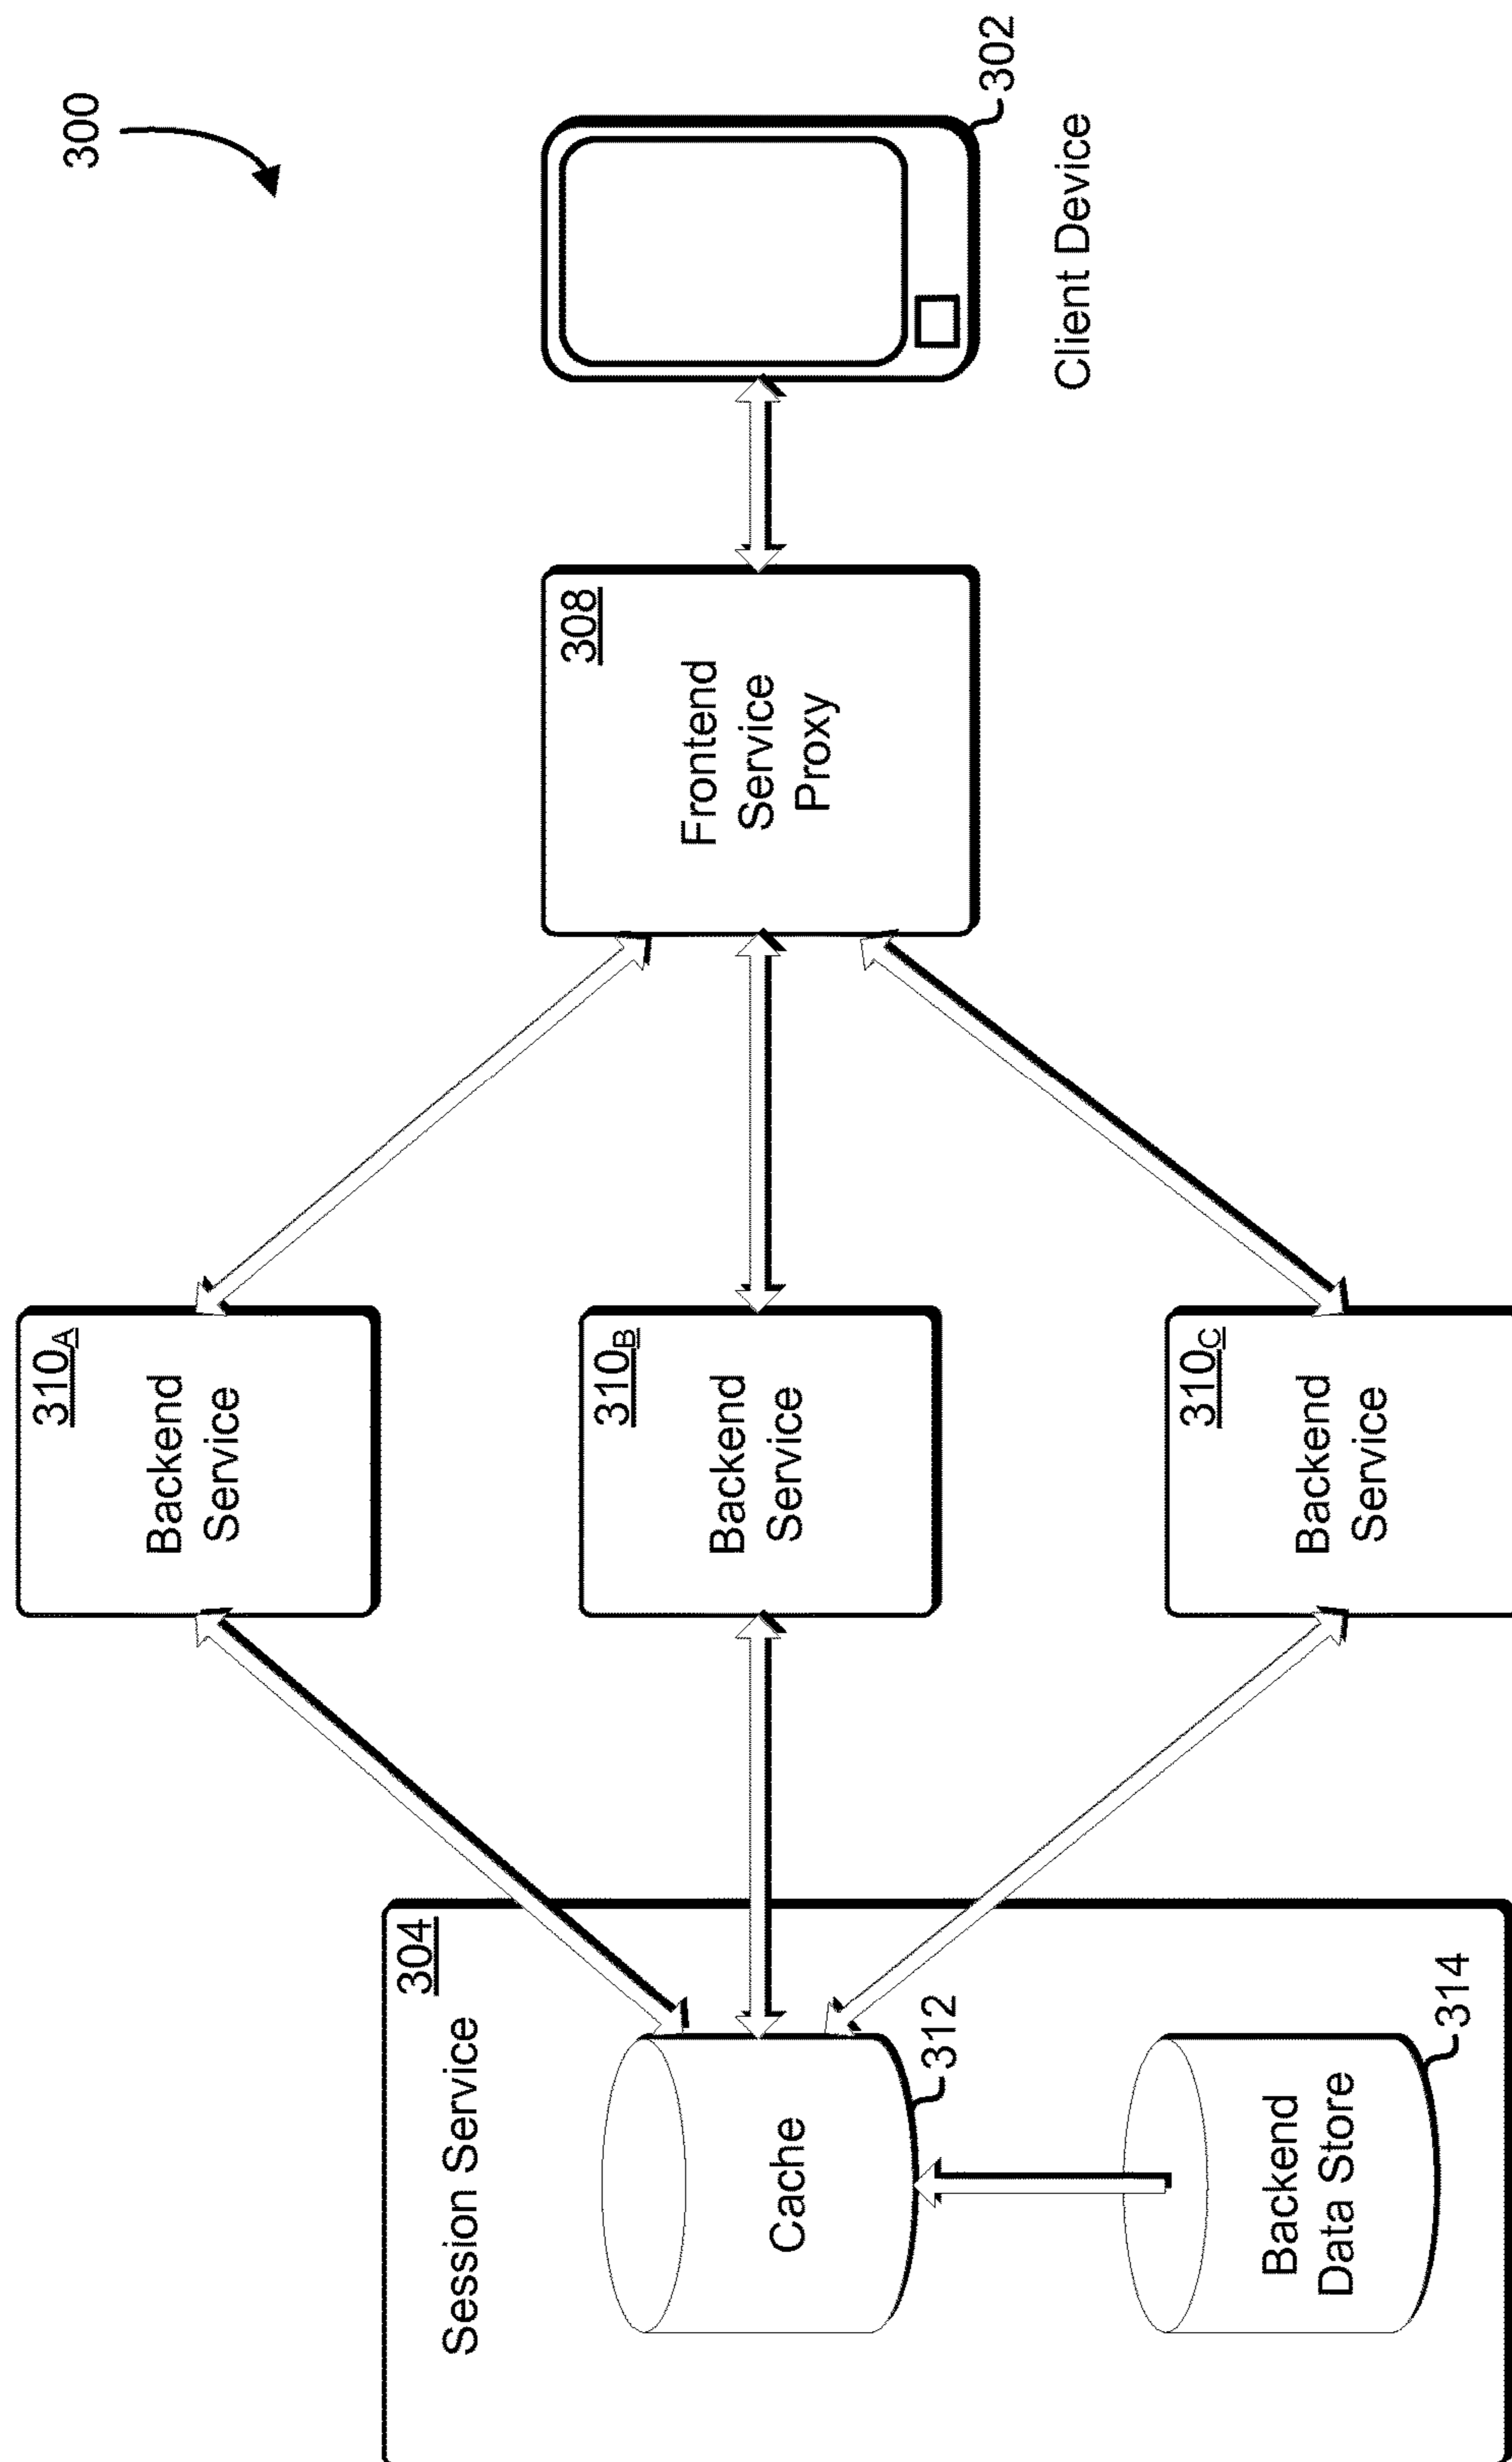 300
302
Client Device
308
Frontend
Service
Proxy
310A
Backend
Service
310B
Backend
Service
310C
Backend
Service
304
Session Service
Cache
312
Backend
Data Store
314